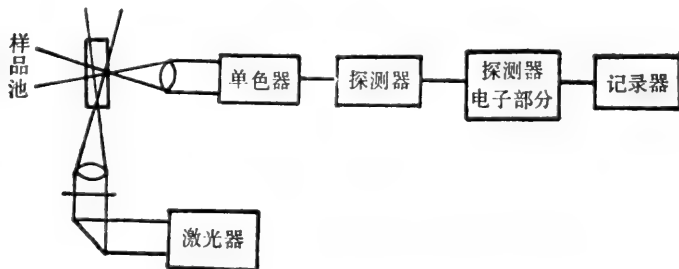 样品池
单色器
探测器
探测器
电子部分
记录器
激光器